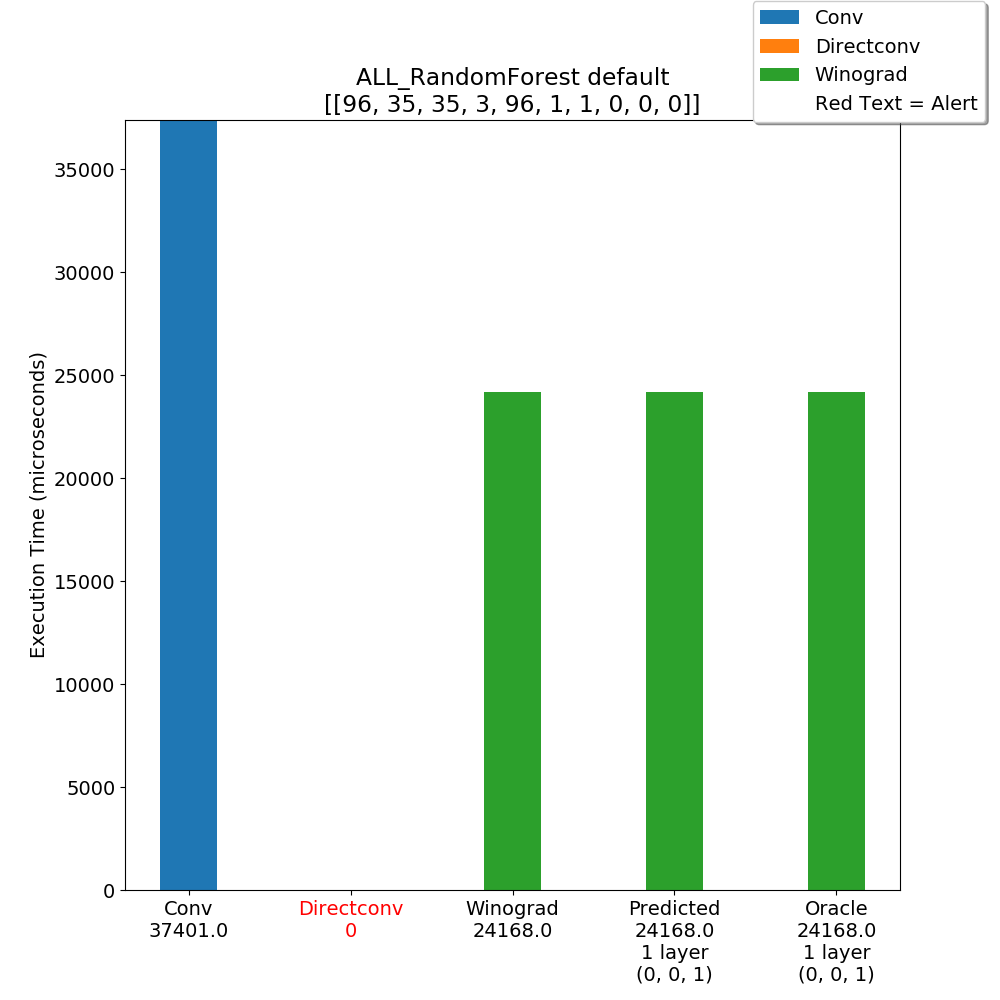 Conv
Directconv
Winograd
Red Text = Alert
ALL_RandomForest default
[[96, 35, 35, 3, 96, 1, 1, 0, 0, 0]]
Execution Time (microseconds)
35000
30000
25000
20000
15000
10000
5000
0
Conv
37401.0
Directconv
0
Winograd
24168.0
Predicted
24168.0
1 layer
(0, 0, 1)
Oracle
24168.0
1 layer
(0, 0, 1)